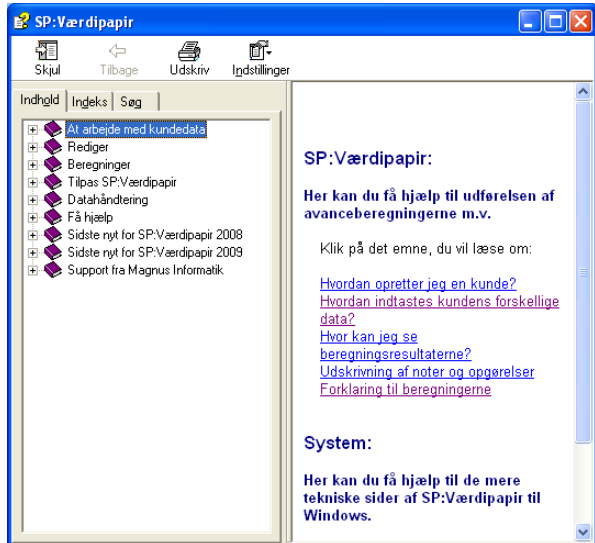 SP:Værdipapir
Skjul
Tilbage
Udskriv
Indstillinger
Indhold
Indeks
Søg
At arbejde med kundedata
Rediger
Beregninger
Tilpas SP:Værdipapir
Datahåndtering
Få hjælp
Sidste nyt for SP:Værdipapir 2008
Sidste nyt for SP:Værdipapir 2009
Support fra Magnus Informatik
SP:Værdipapir:
Her kan du få hjælp til udførelsen af
avanceberegningerne m.v.
Klik på det emne, du vil læse om:
Hvordan opretter jeg en kunde?
Hvordan indtastes kundens forskellige
data?
Hvor kan jeg se
beregningsresultaterne?
Udskrivning af noter og opgørelser
Forklaring til beregningerne
System:
Her kan du få hjælp til de mere
tekniske sider af SP:Værdipapir til
Windows.